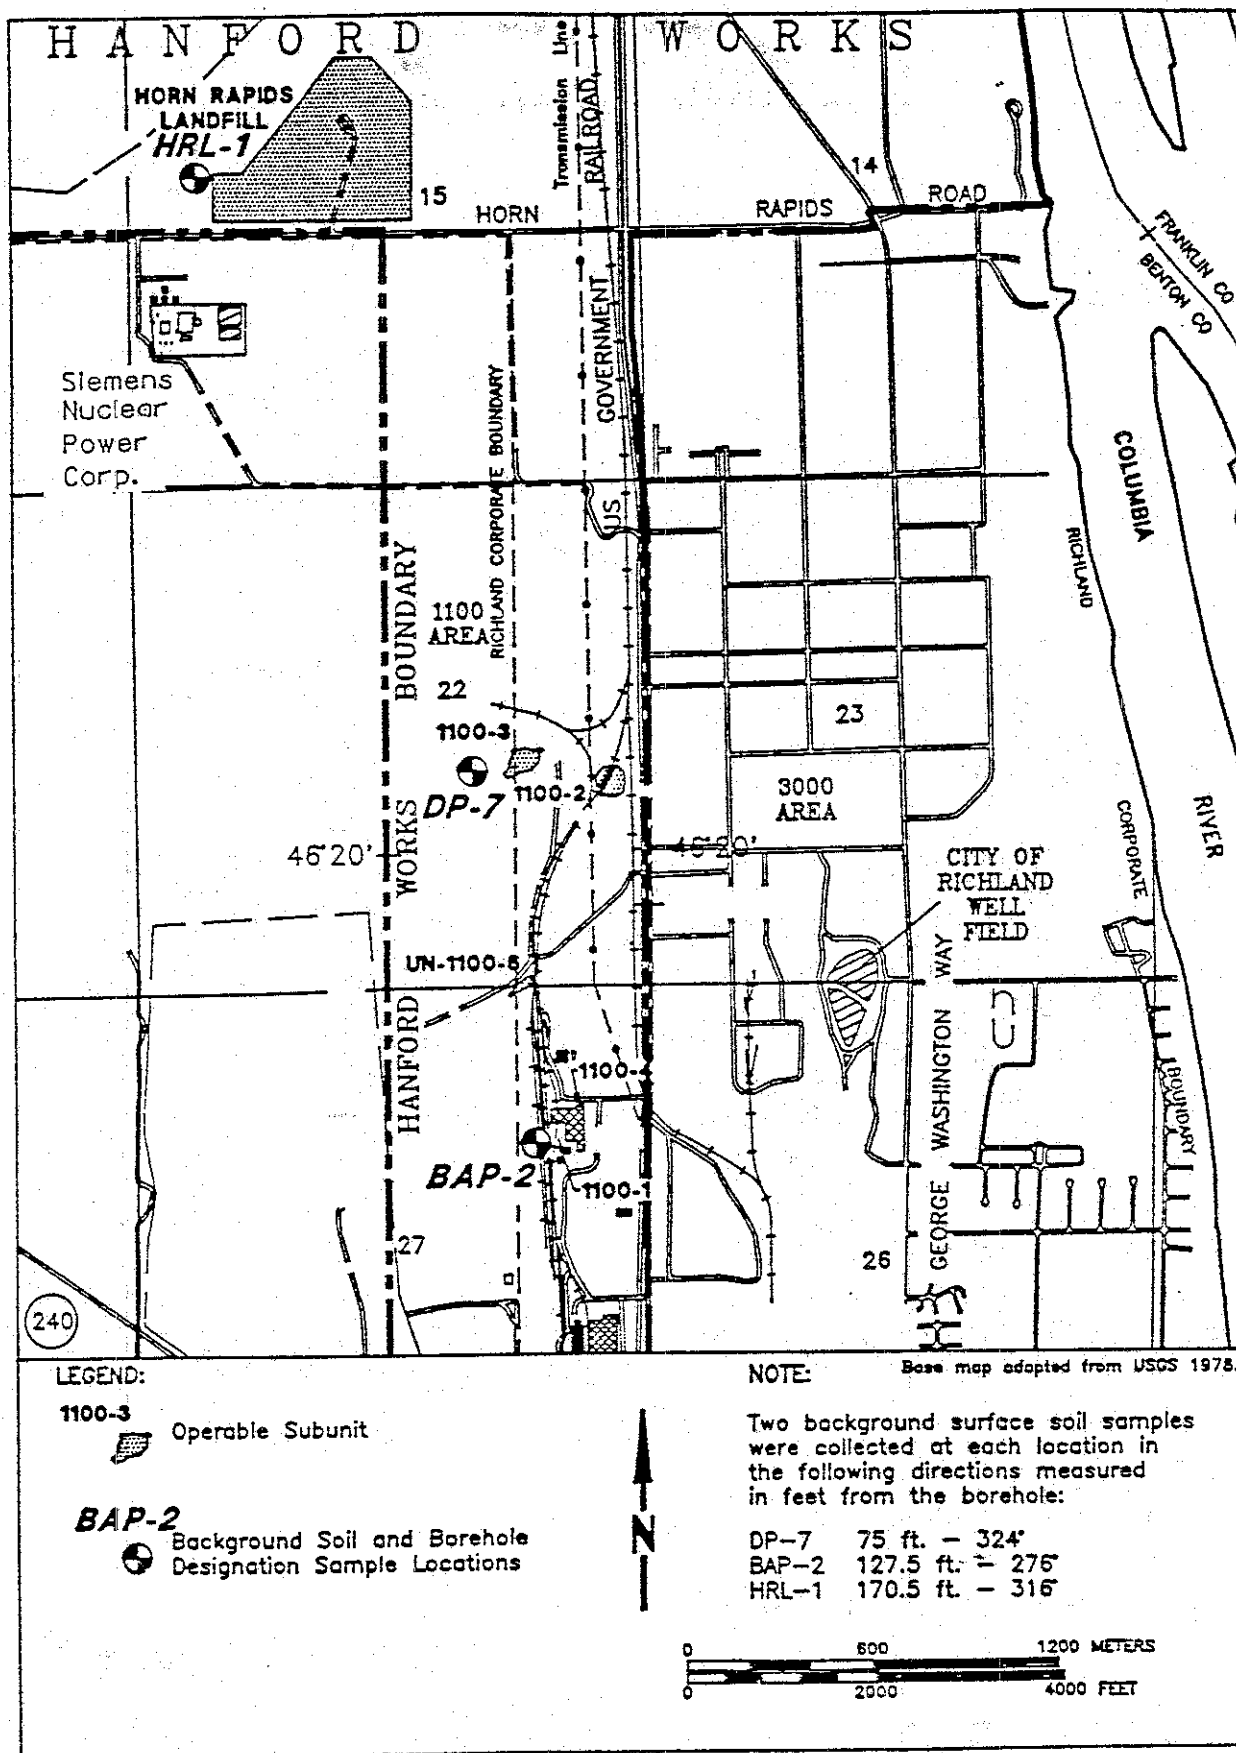 HANFORD WORKS
HORN RAPIDS
LANDFILL
HRL-1
15
Transmission Line
RAILROAD
14
HORN RAPIDS ROAD
FRANKLIN CO
BENTON CO
Siemens
Nuclear
Power
Corp.
GOVERNMENT
US
RICHLAND CORPORATE BOUNDARY
COLUMBIA
RIVER
RICHLAND
CORPORATE
BOUNDARY
HANFORD WORKS BOUNDARY
1100
AREA
22
23
1100-3
DP-7
1100-2
3000
AREA
46°20'
46°20'
CITY OF
RICHLAND
WELL
FIELD
UN-1100-6
GEORGE WASHINGTON WAY
1100-4
BAP-2
1100-1
27
26
240
LEGEND:
1100-3
Operable Subunit
BAP-2
Background Soil and Borehole
Designation Sample Locations
N
NOTE:
Base map adapted from USGS 1978.
Two background surface soil samples
were collected at each location in
the following directions measured
in feet from the borehole:
DP-7 75 ft. - 324°
BAP-2 127.5 ft. - 276°
HRL-1 170.5 ft. - 316°
0 600 1200 METERS
0 2000 4000 FEET